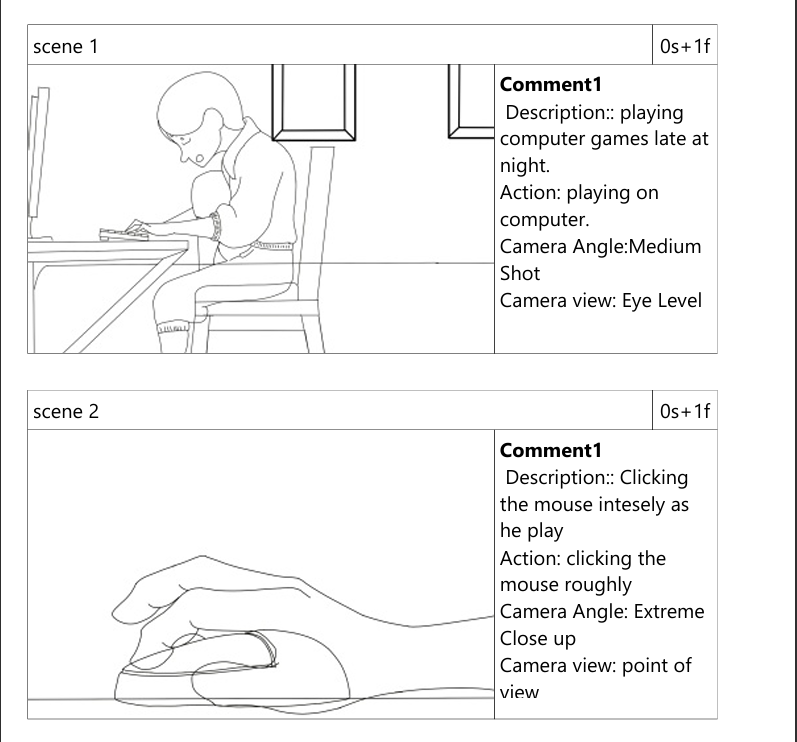 scene 1
0s+1f
Comment1
Description:: playing
computer games late at
night.
Action: playing on
computer.
Camera Angle:Medium
Shot
Camera view: Eye Level
scene 2
0s+1f
Comment1
Description:: Clicking
the mouse intesely as
he play
Action: clicking the
mouse roughly
Camera Angle: Extreme
Close up
Camera view: point of
view